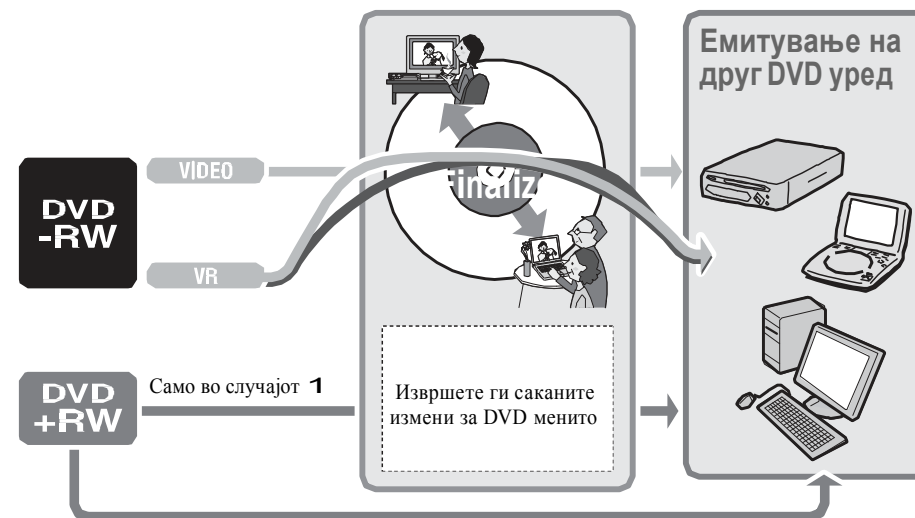 Емитување на
друг DVD уред
VIDEO
Finalize
DVD
-RW
VR
Само во случајот 1
DVD
+RW
Извршете ги саканите
измени за DVD менито